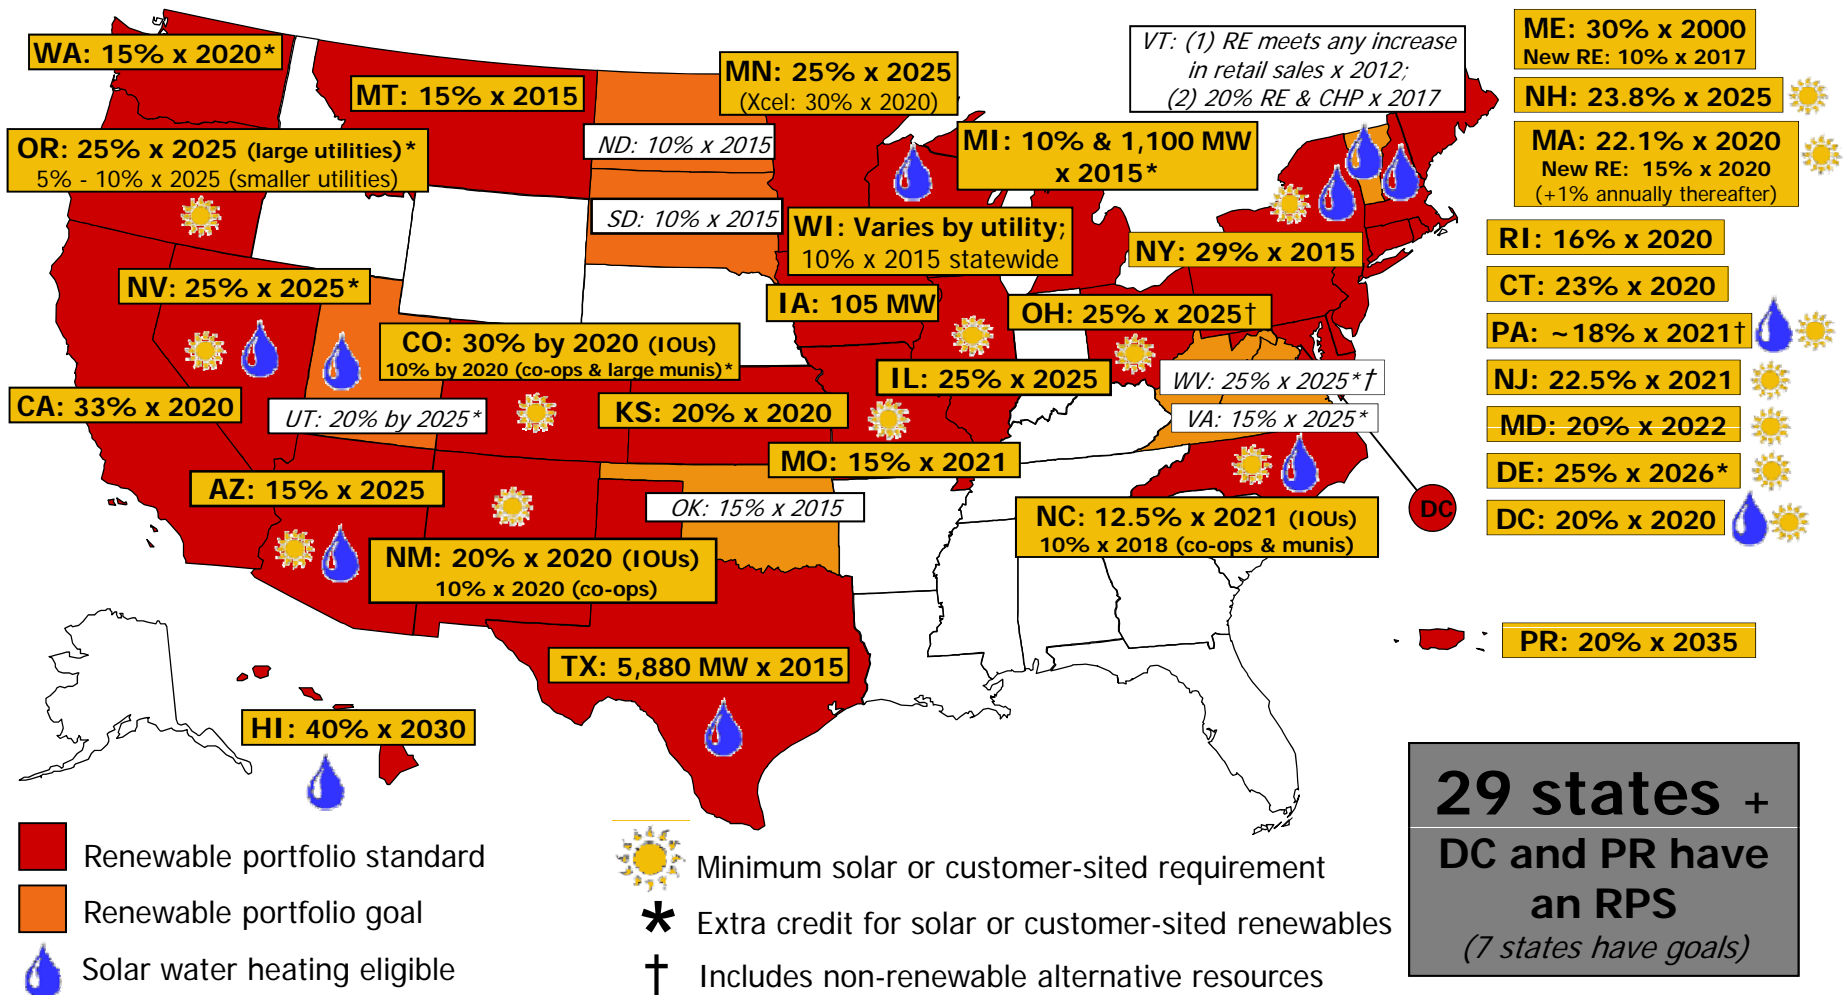 WA: 15% x 2020*
MT: 15% x 2015
MN: 25% x 2025
(Xcel: 30% x 2020)
VT: (1) RE meets any increase
in retail sales x 2012;
(2) 20% RE & CHP x 2017
ME: 30% x 2000
New RE: 10% x 2017
NH: 23.8% x 2025
OR: 25% x 2025 (large utilities)*
5% - 10% x 2025 (smaller utilities)
ND: 10% x 2015
MI: 10% & 1,100 MW
x 2015*
MA: 22.1% x 2020
New RE: 15% x 2020
(+1% annually thereafter)
SD: 10% x 2015
WI: Varies by utility;
10% x 2015 statewide
NY: 29% x 2015
RI: 16% x 2020
NV: 25% x 2025*
IA: 105 MW
OH: 25% x 2025†
CT: 23% x 2020
CO: 30% by 2020 (IOUs)
10% by 2020 (co-ops & large munis)*
PA: ~18% x 2021†
IL: 25% x 2025
WV: 25% x 2025*†
NJ: 22.5% x 2021
CA: 33% x 2020
UT: 20% by 2025*
KS: 20% x 2020
VA: 15% x 2025*
MD: 20% x 2022
MO: 15% x 2021
DE: 25% x 2026*
AZ: 15% x 2025
OK: 15% x 2015
NC: 12.5% x 2021 (IOUs)
10% x 2018 (co-ops & munis)
DC
DC: 20% x 2020
NM: 20% x 2020 (IOUs)
10% x 2020 (co-ops)
PR: 20% x 2035
TX: 5,880 MW x 2015
HI: 40% x 2030
Renewable portfolio standard
Renewable portfolio goal
Solar water heating eligible
Minimum solar or customer-sited requirement
* Extra credit for solar or customer-sited renewables
† Includes non-renewable alternative resources
29 states +
DC and PR have
an RPS
(7 states have goals)